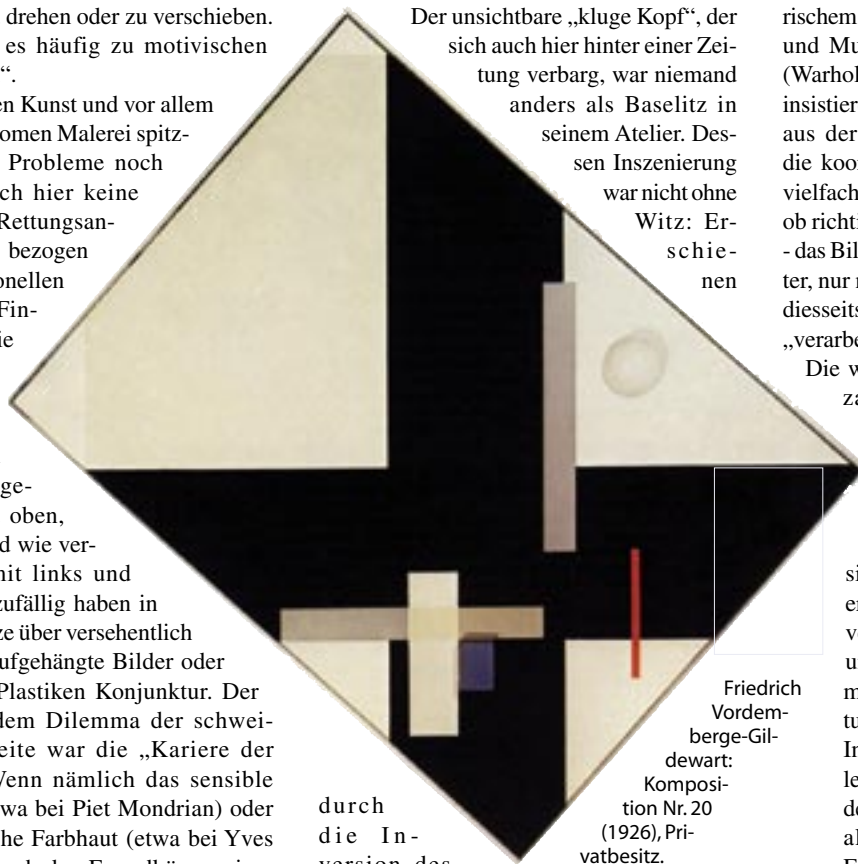 drehen oder zu verschieben.
es häufig zu motivischen
“.
en Kunst und vor allem
omen Malerei spitz-
Probleme noch
ch hier keine
Rettungsan-
bezogen
onellen
Fin-
ie
ge-
oben,
d wie ver-
mit links und
zufällig haben in
ze über versehentlich
ufgehängte Bilder oder
Plastiken Konjunktur. Der
dem Dilemma der schwei-
eite war die „Kariere der
Wenn nämlich das sensible
wa bei Piet Mondrian) oder
che Farbhaut (etwa bei Yves
durch
die In-
version des
Der unsichtbare „kluge Kopf“, der
sich auch hier hinter einer Zei-
tung verbarg, war niemand
anders als Baselitz in
seinem Atelier. Des-
sen Inszenierung
war nicht ohne
Witz: Er-
schie-
nen
Friedrich
Vordem-
berge-Gil-
dewart:
Komposi-
tion Nr. 20
(1926), Pri-
vatbesitz.
rischem
und Mu
(Warhol
insistier
aus der
die koo
vielfach
ob richti
- das Bil
ter, nur
diesseits
„verarbe
Die w
za
si
e
v
u
m
tu
In
le
de
al